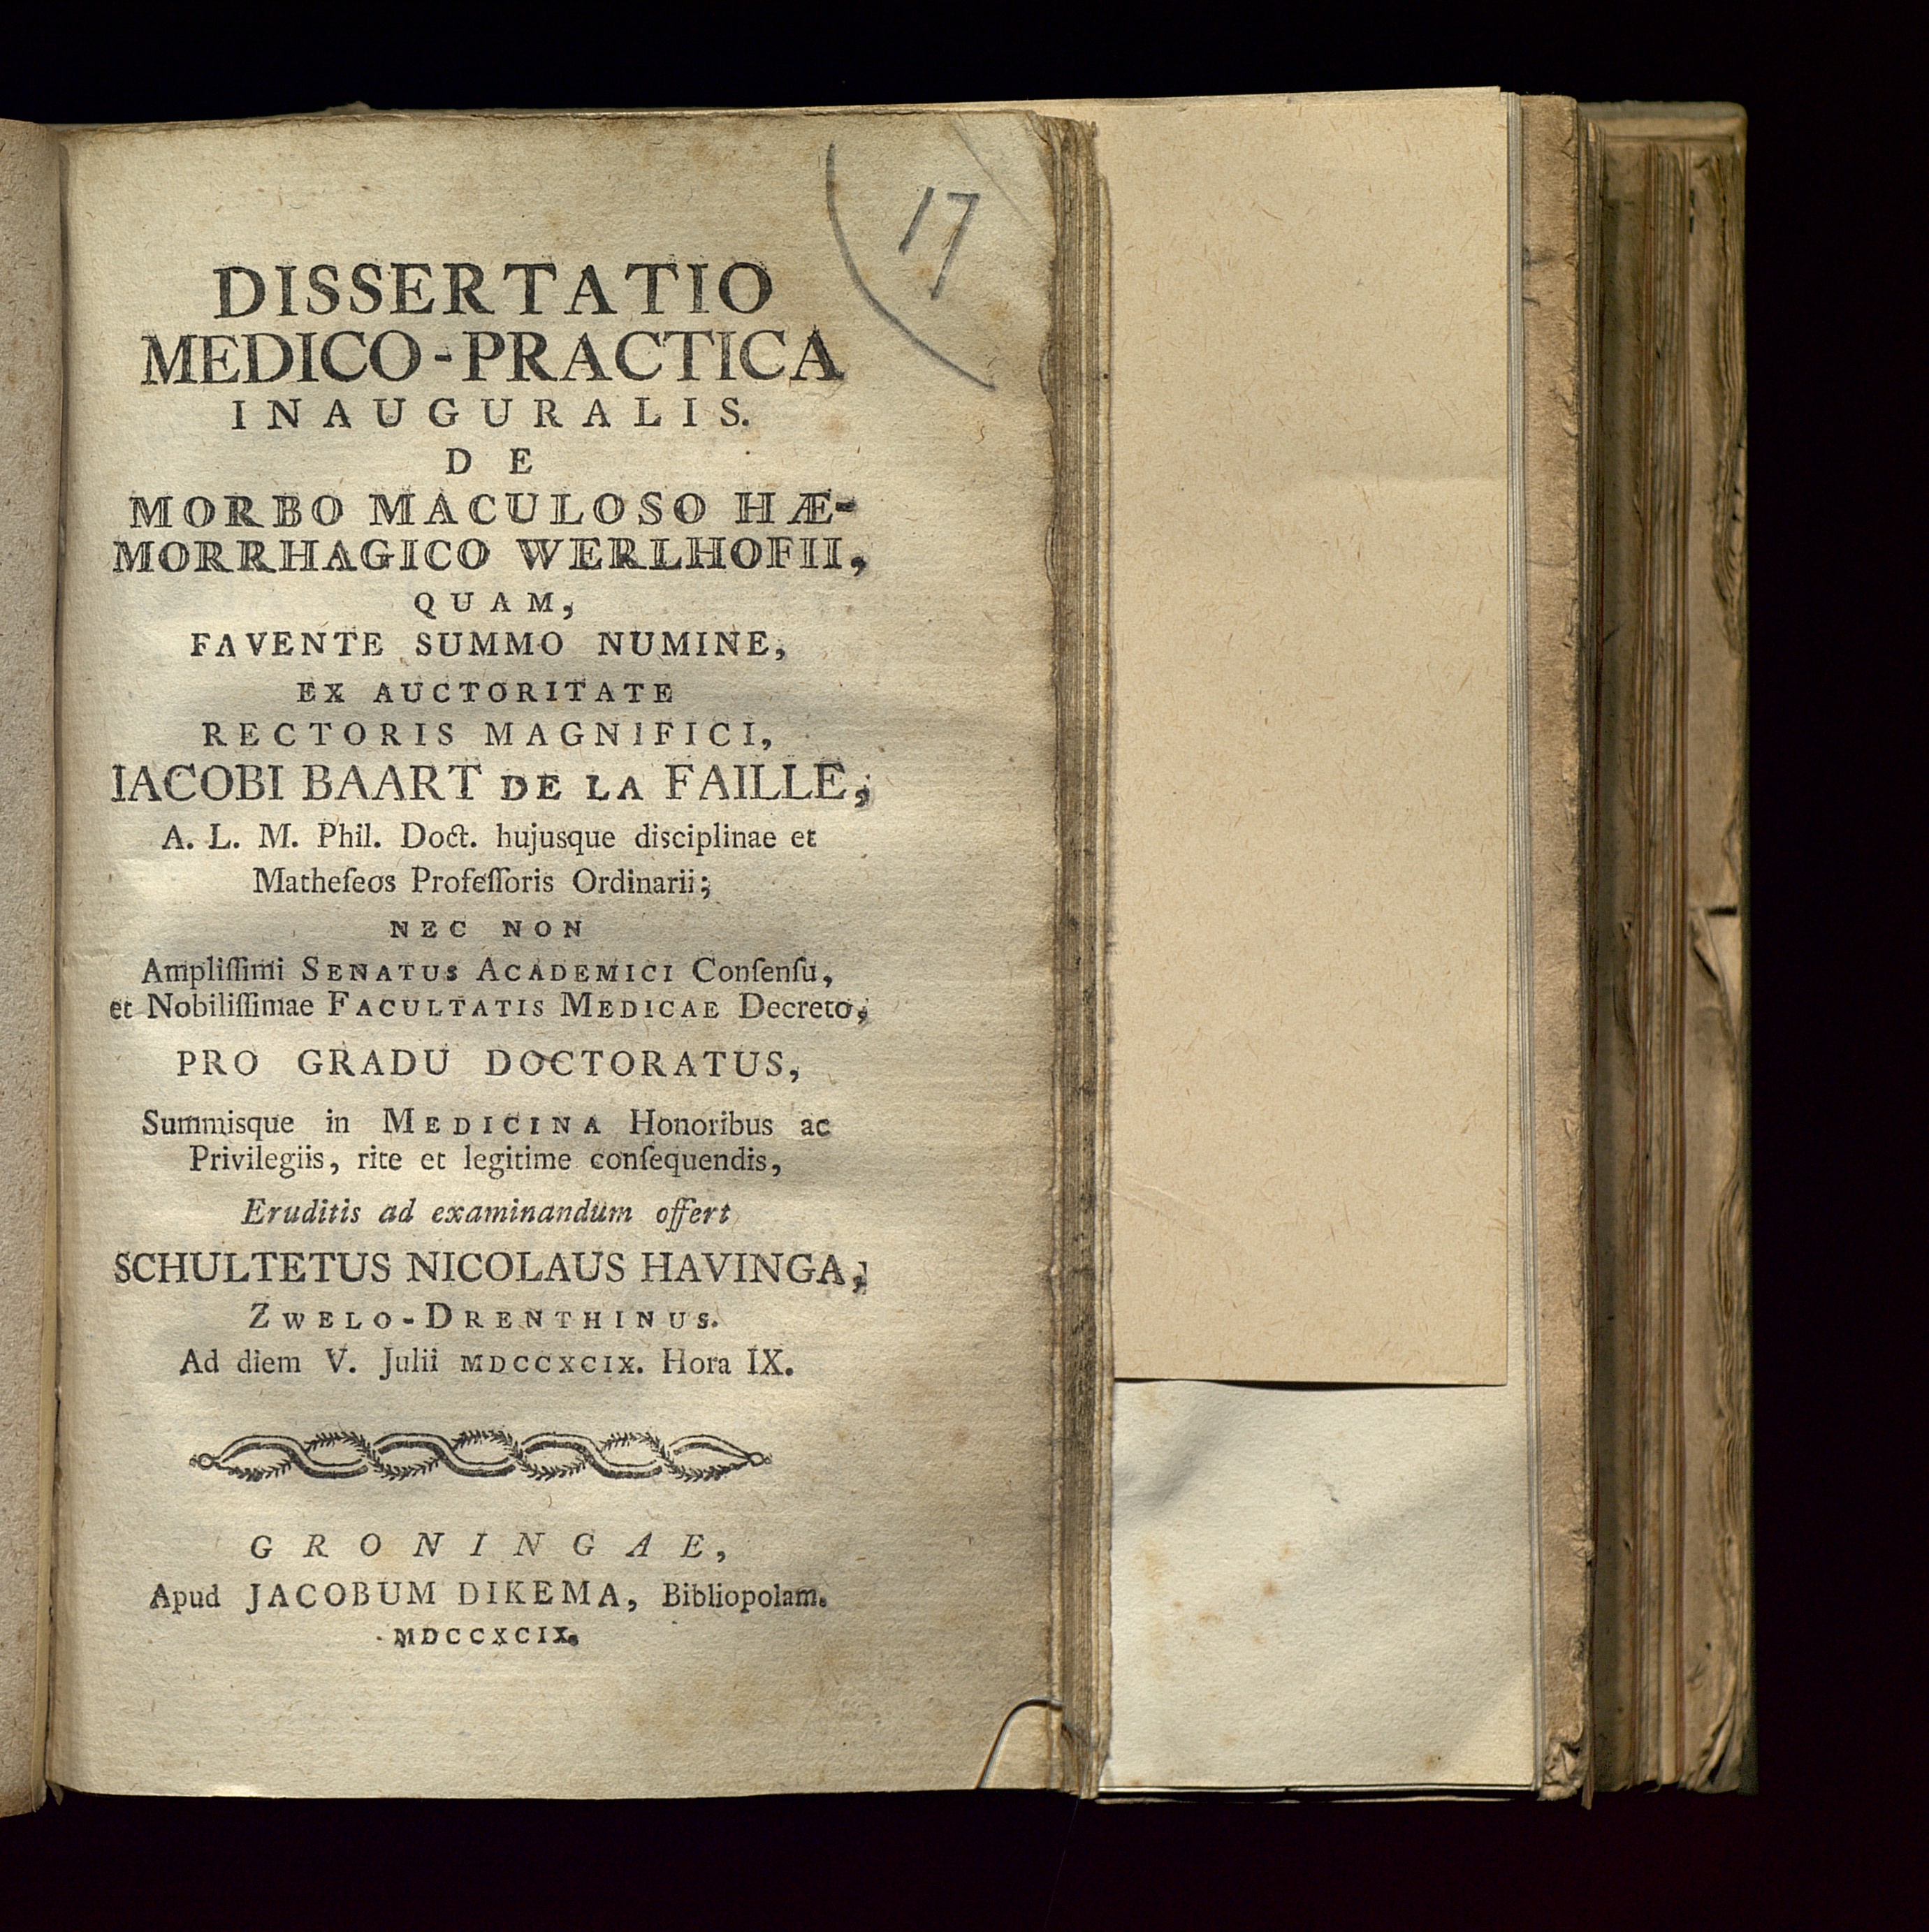 17
DISSERTATIO
MEDICO-PRACTICA
INAUGURALIS.
DE
MORBO MACULOSO HÆ-
MORRHAGICO WERLHOFII,
QUAM,
FAVENTE SUMMO NUMINE,
EX AUCTORITATE
RECTORIS MAGNIFICI,
IACOBI BAART DE LA FAILLE,
A. L. M. Phil. Doct. hujusque disciplinae et
Matheſeos Profeſſoris Ordinarii;
NEC NON
Ampliſſimi SENATUS ACADEMICI Conſenſu,
et Nobiliſſimae FACULTATIS MEDICAE Decreto,
PRO GRADU DOCTORATUS,
Summisque in MEDICINA Honoribus ac
Privilegiis, rite et legitime conſequendis,
Eruditis ad examinandum offert
SCHULTETUS NICOLAUS HAVINGA,
ZWELO-DRENTHINUS.
Ad diem V. Julii MDCCXCIX. Hora IX.
GRONINGAE,
Apud JACOBUM DIKEMA, Bibliopolam.
MDCCXCIX.